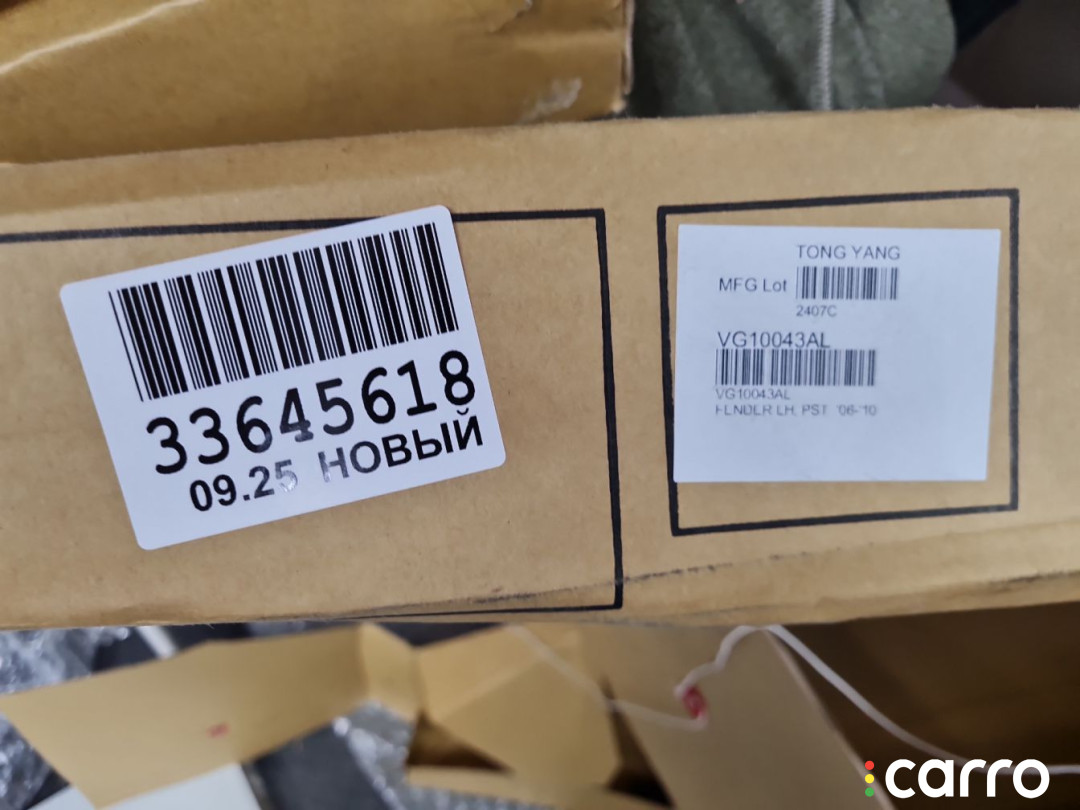 33645618
09.25 НОВЫЙ
TONG YANG
MFG Lot
2407C
VG10043AL
VG10043AL
FENDER LH, PST '06-'10
carro